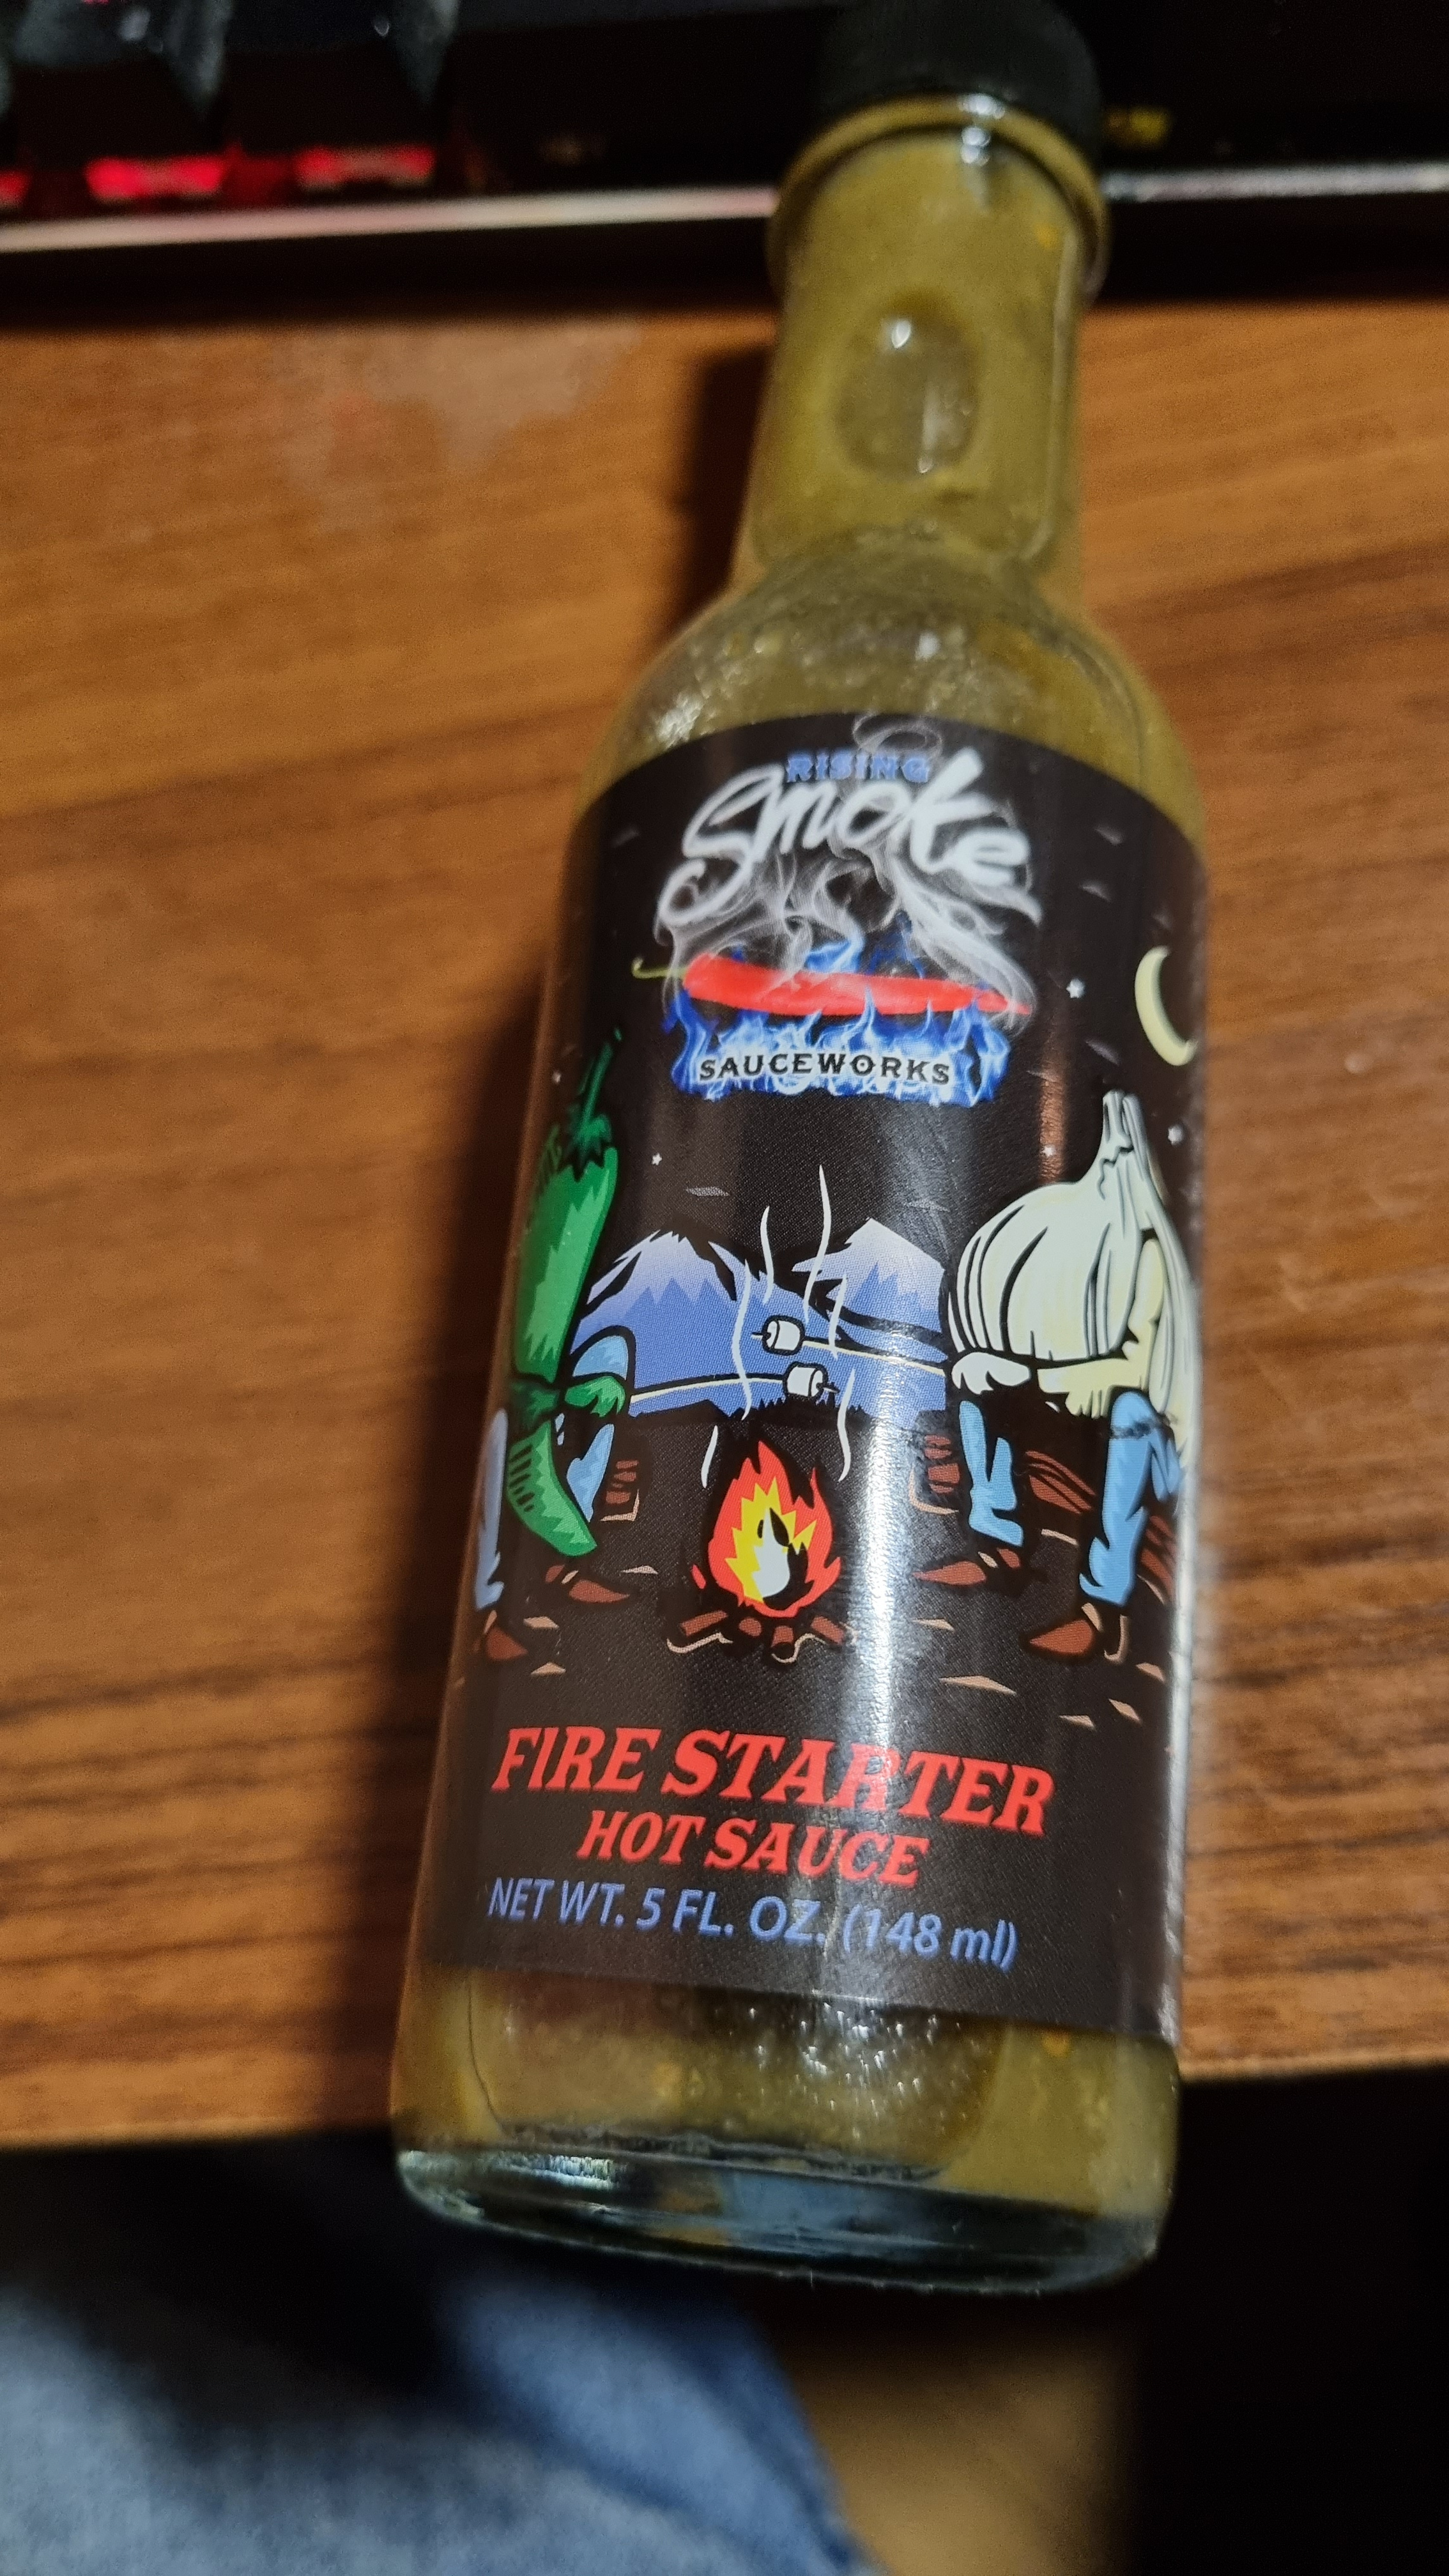 RISING
Smoke
SAUCEWORKS
FIRE STARTER
HOT SAUCE
NET WT. 5 FL. OZ. (148 ml)